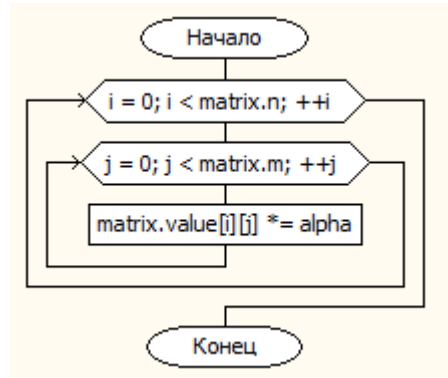 Начало
i = 0; i < matrix.n; ++i
j = 0; j < matrix.m; ++j
matrix.value[i][j] *= alpha
Конец